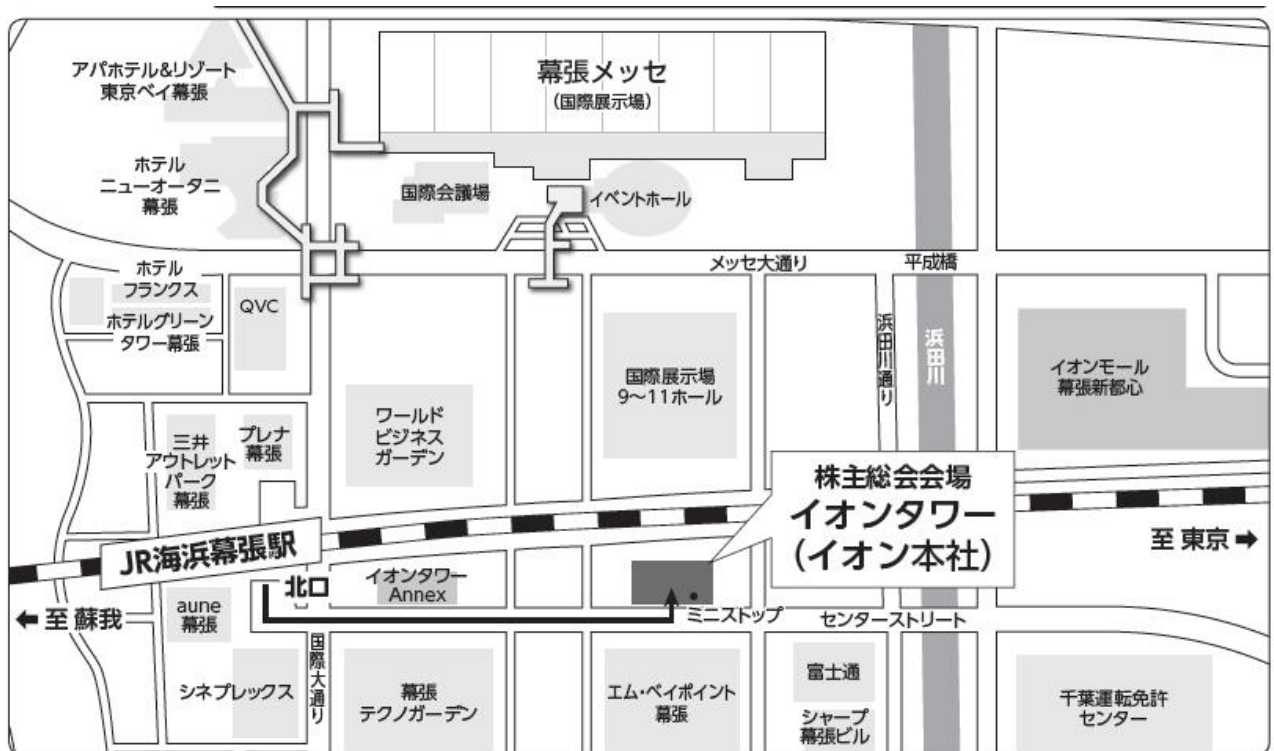 アパホテル&リゾート
東京ベイ幕張
幕張メッセ
(国際展示場)
ホテル
ニューオータニ
幕張
国際会議場
イベントホール
メッセ大通り
平成橋
ホテル
フランクス
ホテルグリーン
タワー幕張
QVC
国際展示場
9〜11ホール
浜田川通り
浜田川
イオンモール
幕張新都心
三井
アウトレット
パーク
幕張
プレナ
幕張
ワールド
ビジネス
ガーデン
株主総会会場
イオンタワー
(イオン本社)
JR海浜幕張駅
北口
イオンタワー
Annex
至 東京➡
⬅至 蘇我
aune
幕張
ミニストップ
センターストリート
国際大通り
シネプレックス
幕張
テクノガーデン
エム・ベイポイント
幕張
富士通
シャープ
幕張ビル
千葉運転免許
センター